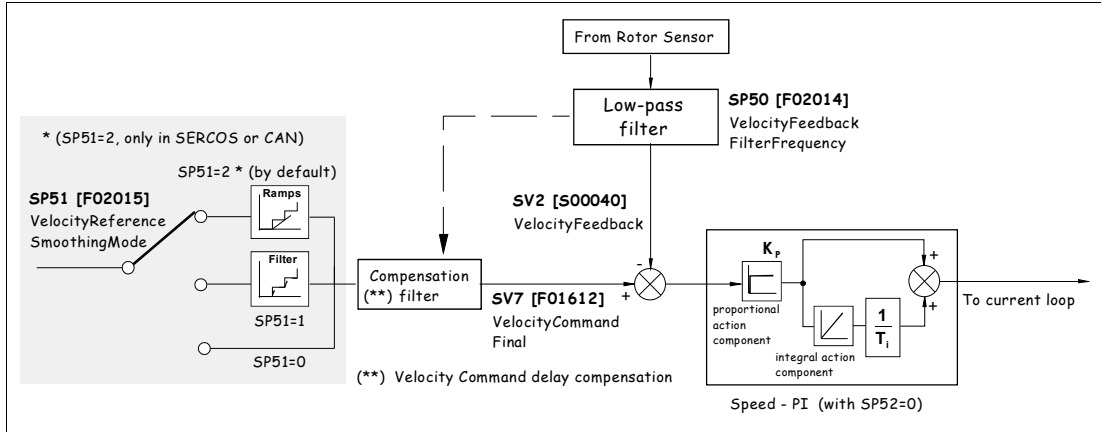 From Rotor Sensor
Low-pass
filter
SP50 [F02014]
VelocityFeedback
FilterFrequency
* (SP51=2, only in SERCOS or CAN)
SP51=2 * (by default)
SP51 [F02015]
VelocityReference
SmoothingMode
Ramps
Filter
SP51=1
SP51=0
SV2 [S00040]
VelocityFeedback
Compensation
(**) filter
SV7 [F01612]
VelocityCommand
Final
(**) Velocity Command delay compensation
-
+
KP
proportional
action
component
integral action
component
1
Ti
+
+
To current loop
Speed - PI (with SP52=0)